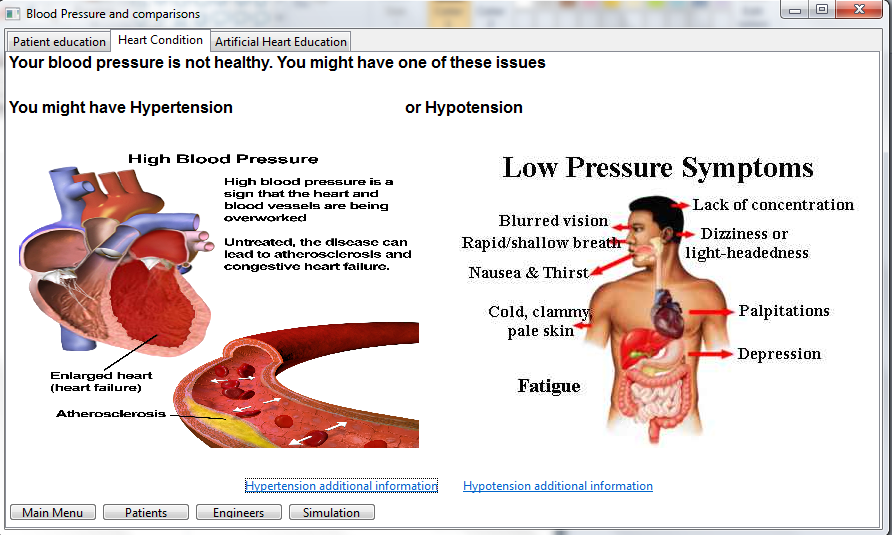 Blood Pressure and comparisons
Patient education
Heart Condition
Artificial Heart Education
Your blood pressure is not healthy. You might have one of these issues
You might have Hypertension
or Hypotension
High Blood Pressure
High blood pressure is a
sign that the heart and
blood vessels are being
overworked
Untreated, the disease can
lead to atherosclerosis and
congestive heart failure.
Enlarged heart
(heart failure)
Atherosclerosis
Low Pressure Symptoms
Lack of concentration
Blurred vision
Dizziness or
light-headedness
Rapid/shallow breath
Nausea & Thirst
Cold, clammy,
pale skin
Palpitations
Depression
Fatigue
Hypertension additional information
Hypotension additional information
Main Menu
Patients
Engineers
Simulation